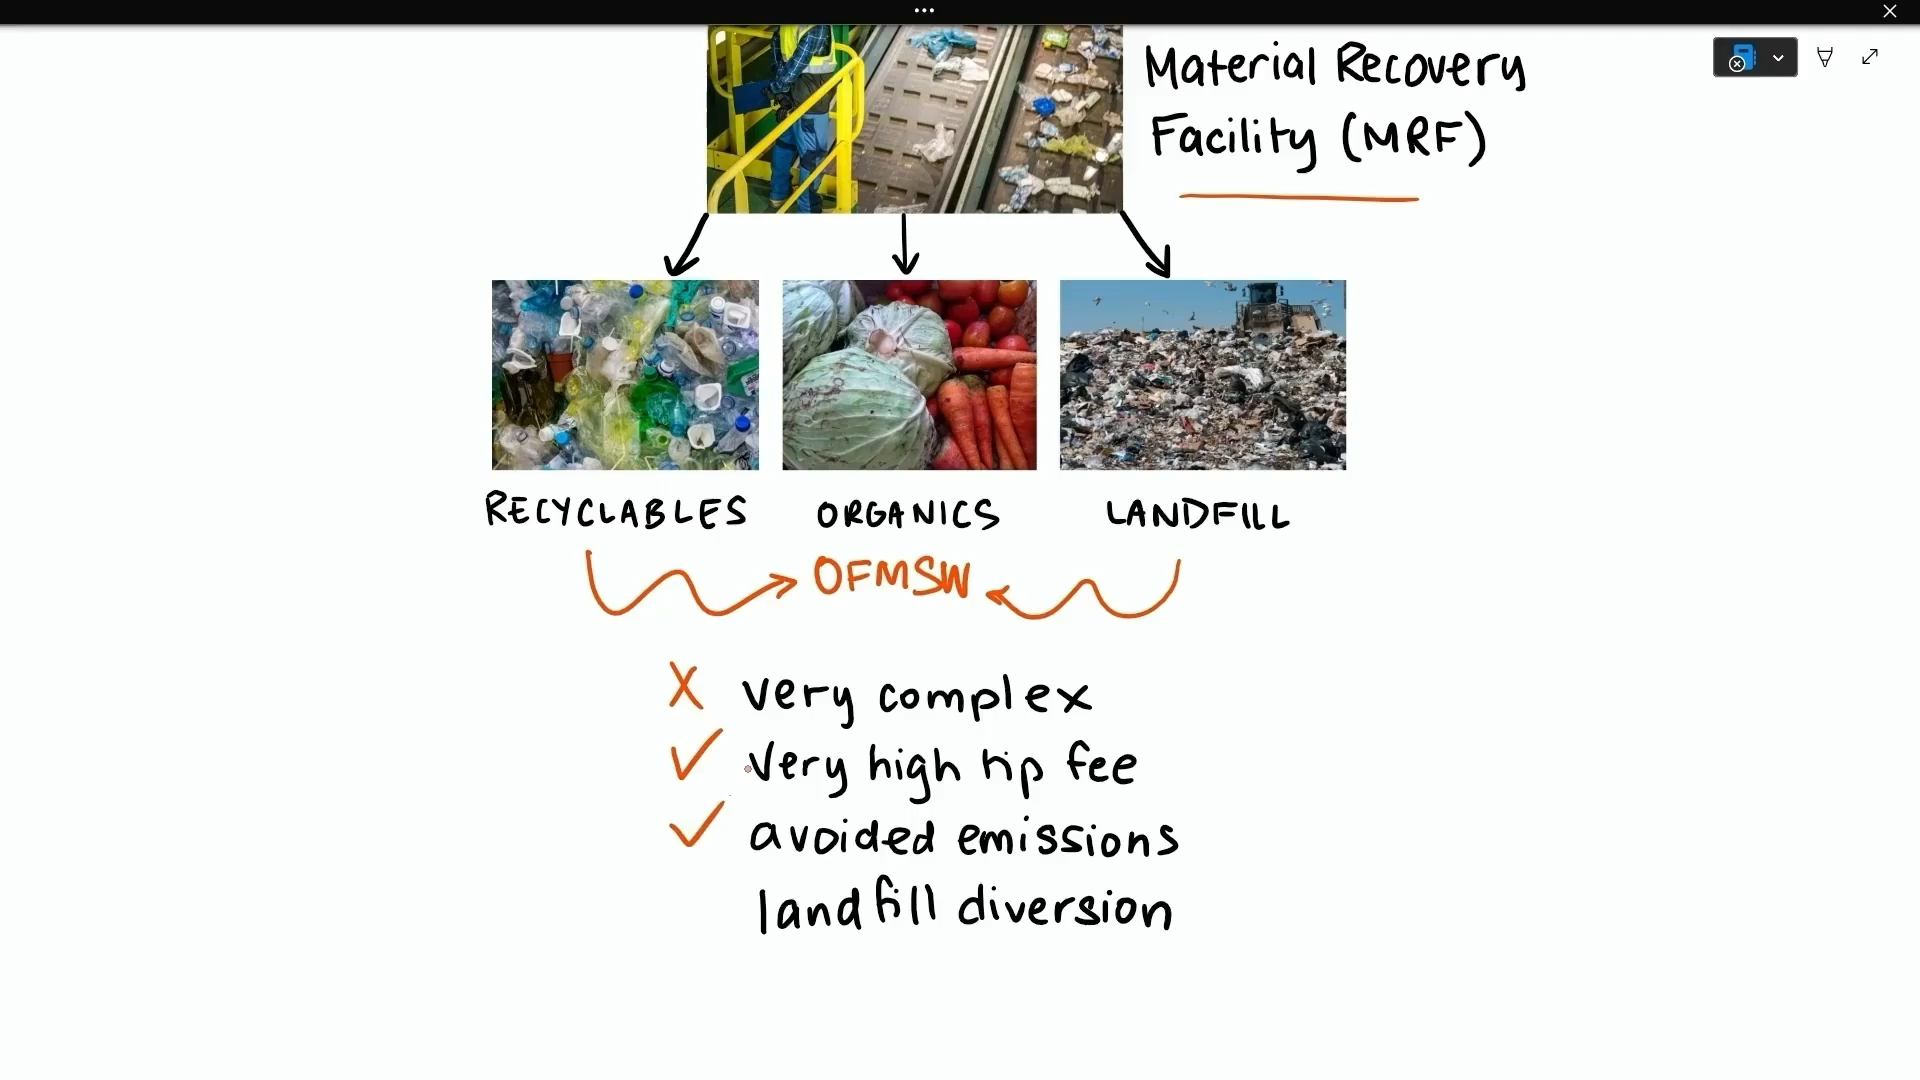 Material Recovery
Facility (MRF)
RECYCLABLES
ORGANICS
LANDFILL
OFMSW
X very complex
✓ very high tip fee
✓ avoided emissions
landfill diversion